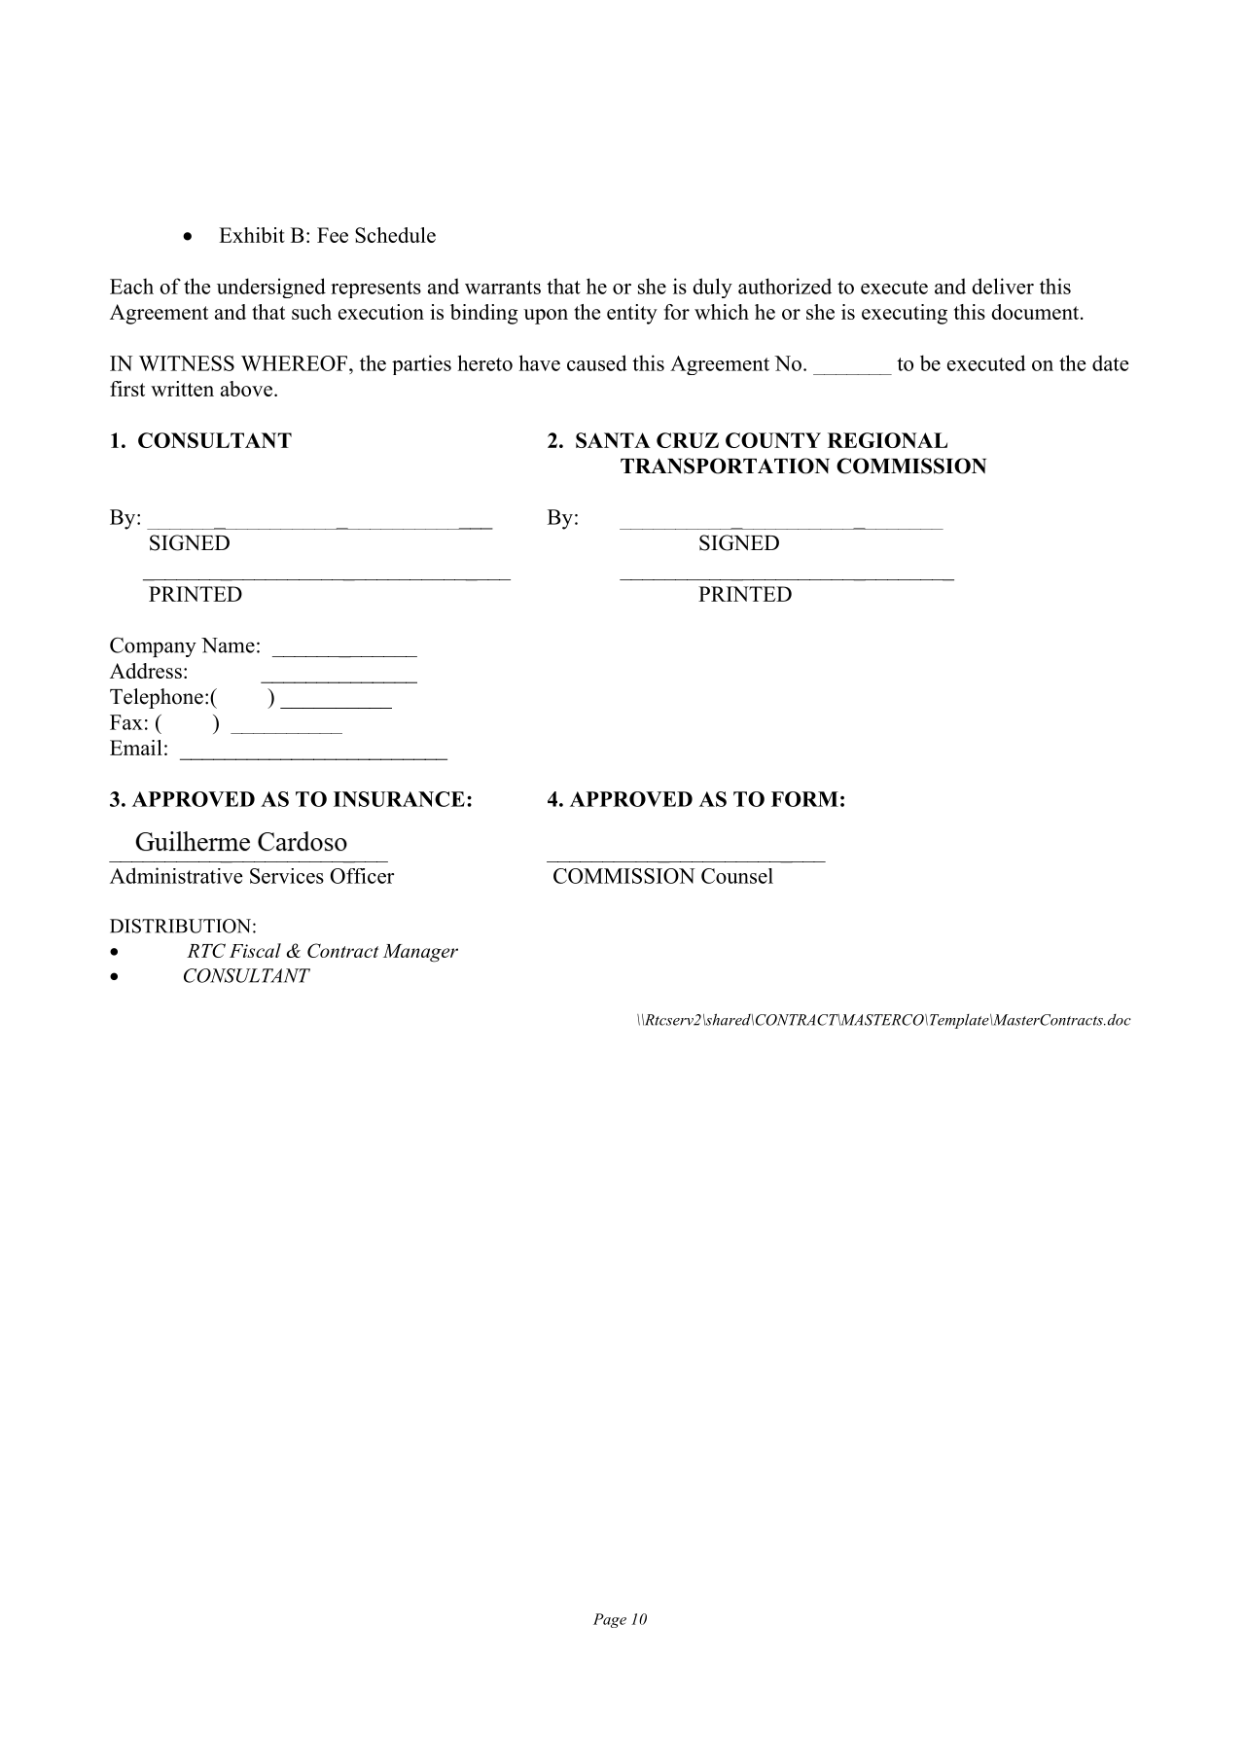 • Exhibit B: Fee Schedule
Each of the undersigned represents and warrants that he or she is duly authorized to execute and deliver this
Agreement and that such execution is binding upon the entity for which he or she is executing this document.
IN WITNESS WHEREOF, the parties hereto have caused this Agreement No. _______ to be executed on the date
first written above.
1. CONSULTANT
2. SANTA CRUZ COUNTY REGIONAL
TRANSPORTATION COMMISSION
By: _______________________________
By: _____________________________
SIGNED
SIGNED
_________________________________
______________________________
PRINTED
PRINTED
Company Name: _____________
Address: ______________
Telephone:( ) __________
Fax: ( ) __________
Email: ________________________
3. APPROVED AS TO INSURANCE:
4. APPROVED AS TO FORM:
Guilherme Cardoso
_________________________
_________________________
Administrative Services Officer
COMMISSION Counsel
DISTRIBUTION:
• RTC Fiscal & Contract Manager
• CONSULTANT
\\Rtcserv2\shared\CONTRACT\MASTERCO\Template\MasterContracts.doc
Page 10